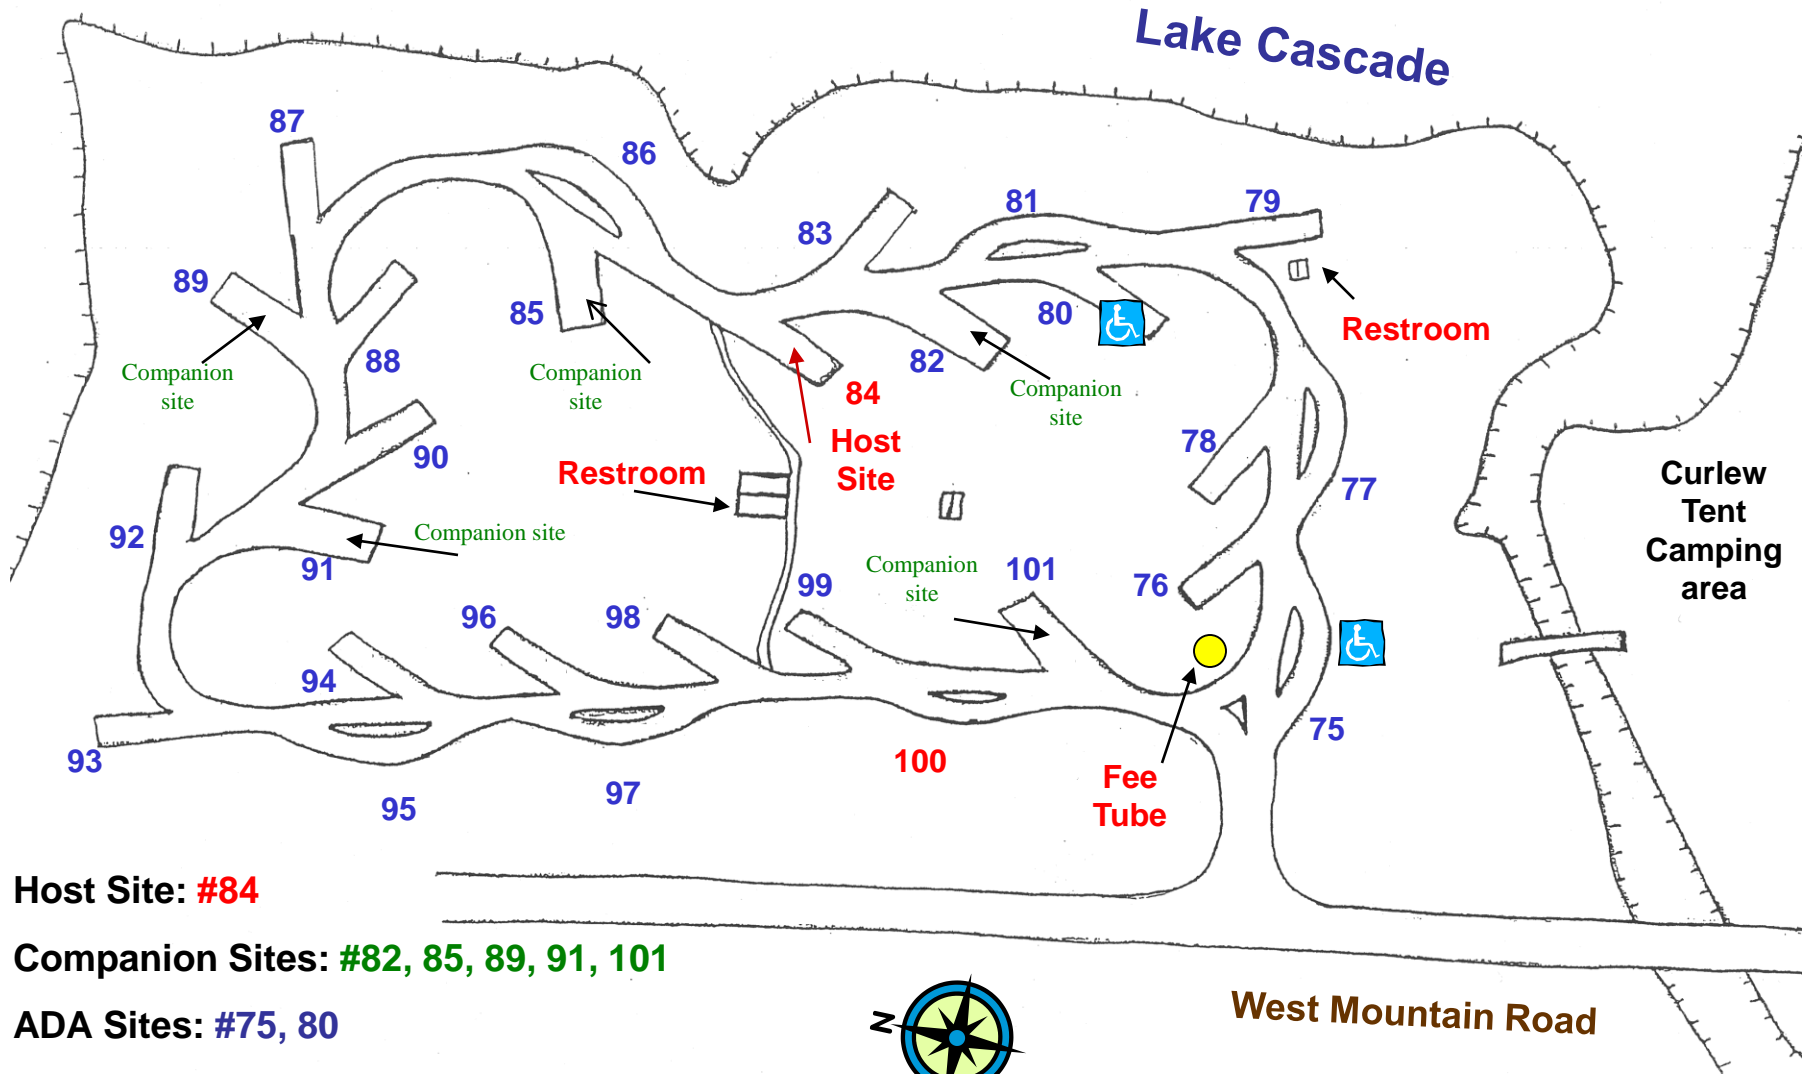 Lake Cascade
87
86
81
79
83
89
85
80
Restroom
88
82
Companion
site
Companion
site
84
Companion
site
Host
Site
78
90
Restroom
77
Curlew
Tent
Camping
area
92
Companion site
91
99
Companion
site
101
76
96
98
94
75
93
100
Fee
Tube
95
97
Host Site: #84
Companion Sites: #82, 85, 89, 91, 101
ADA Sites: #75, 80
N
West Mountain Road